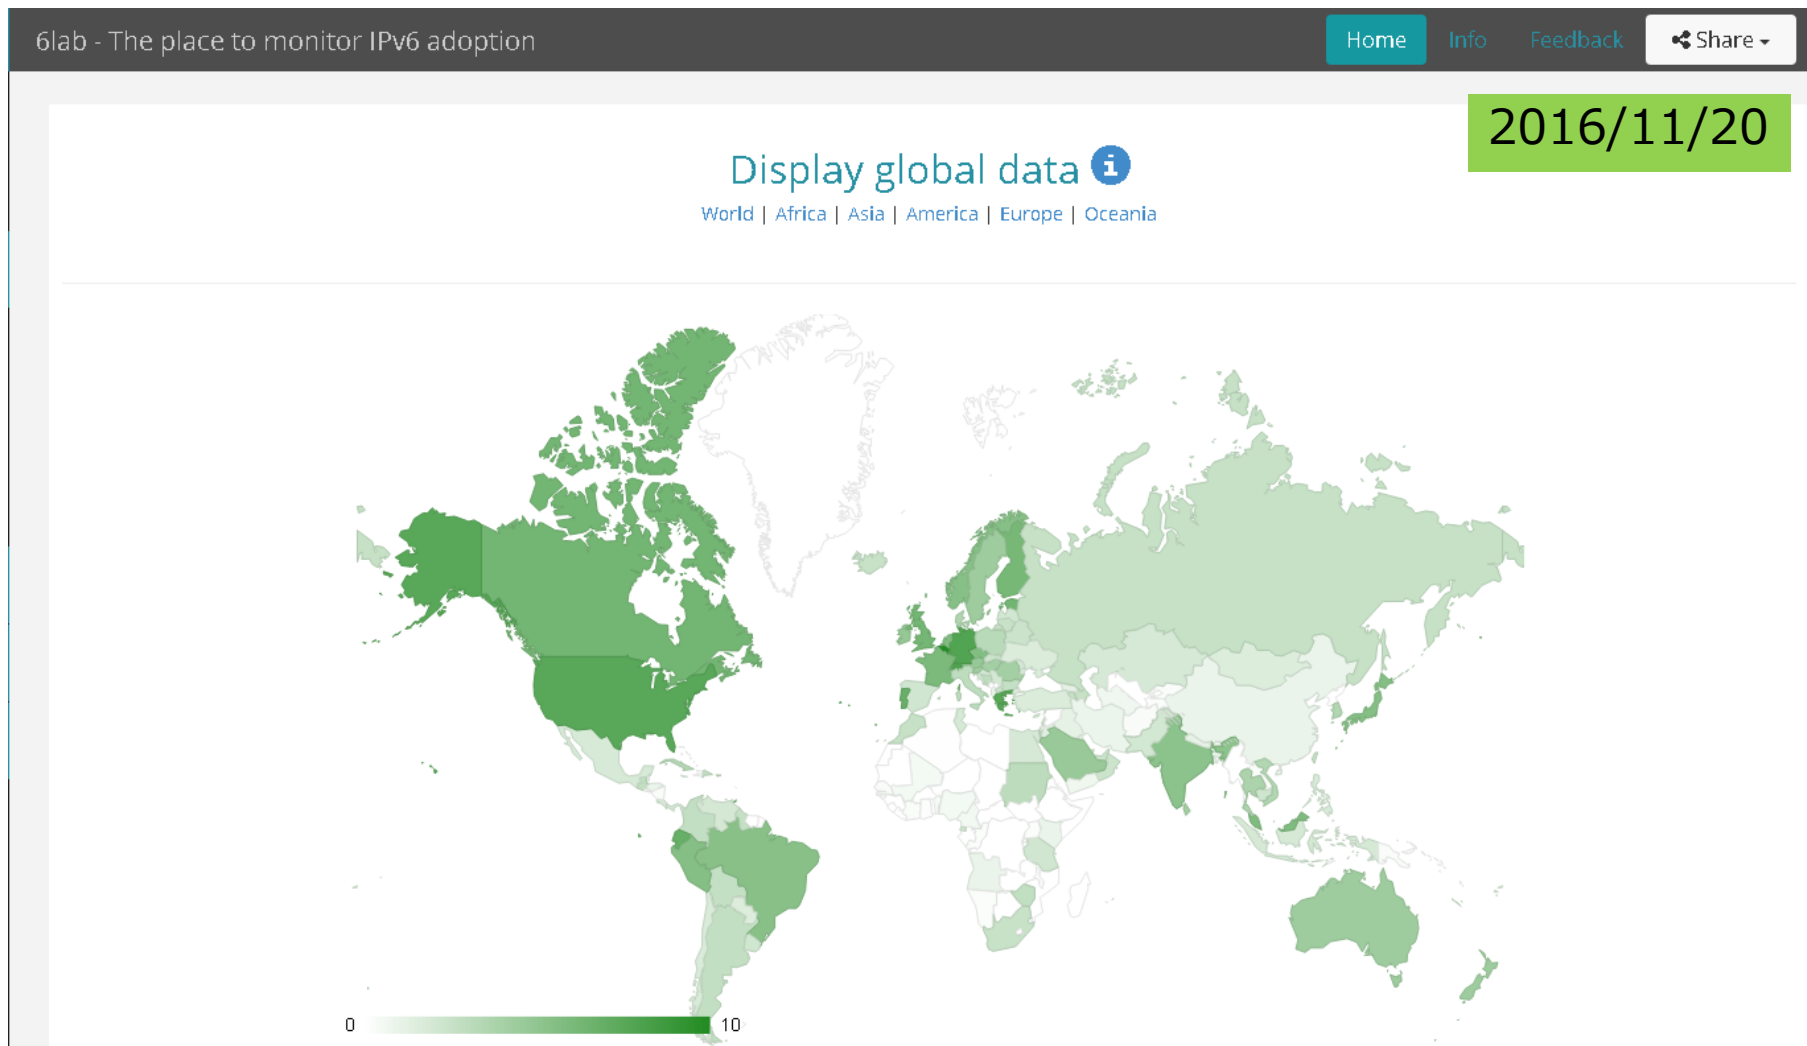 6lab - The place to monitor IPv6 adoption
Home Info Feedback Share
2016/11/20
Display global data i
World | Africa | Asia | America | Europe | Oceania
0 10